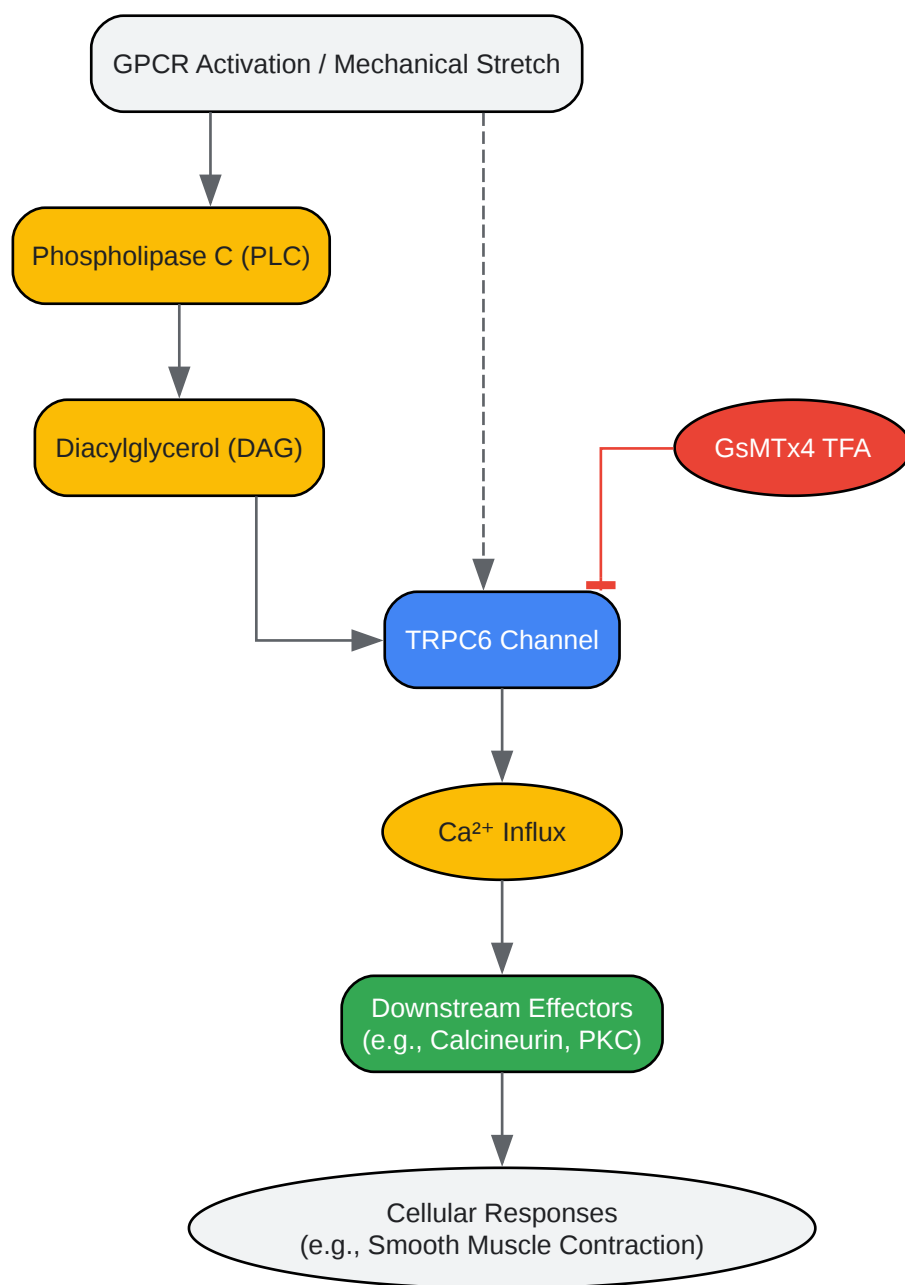 GPCR Activation / Mechanical Stretch
Phospholipase C (PLC)
Diacylglycerol (DAG)
GsMTx4 TFA
TRPC6 Channel
Ca²⁺ Influx
Downstream Effectors
(e.g., Calcineurin, PKC)
Cellular Responses
(e.g., Smooth Muscle Contraction)